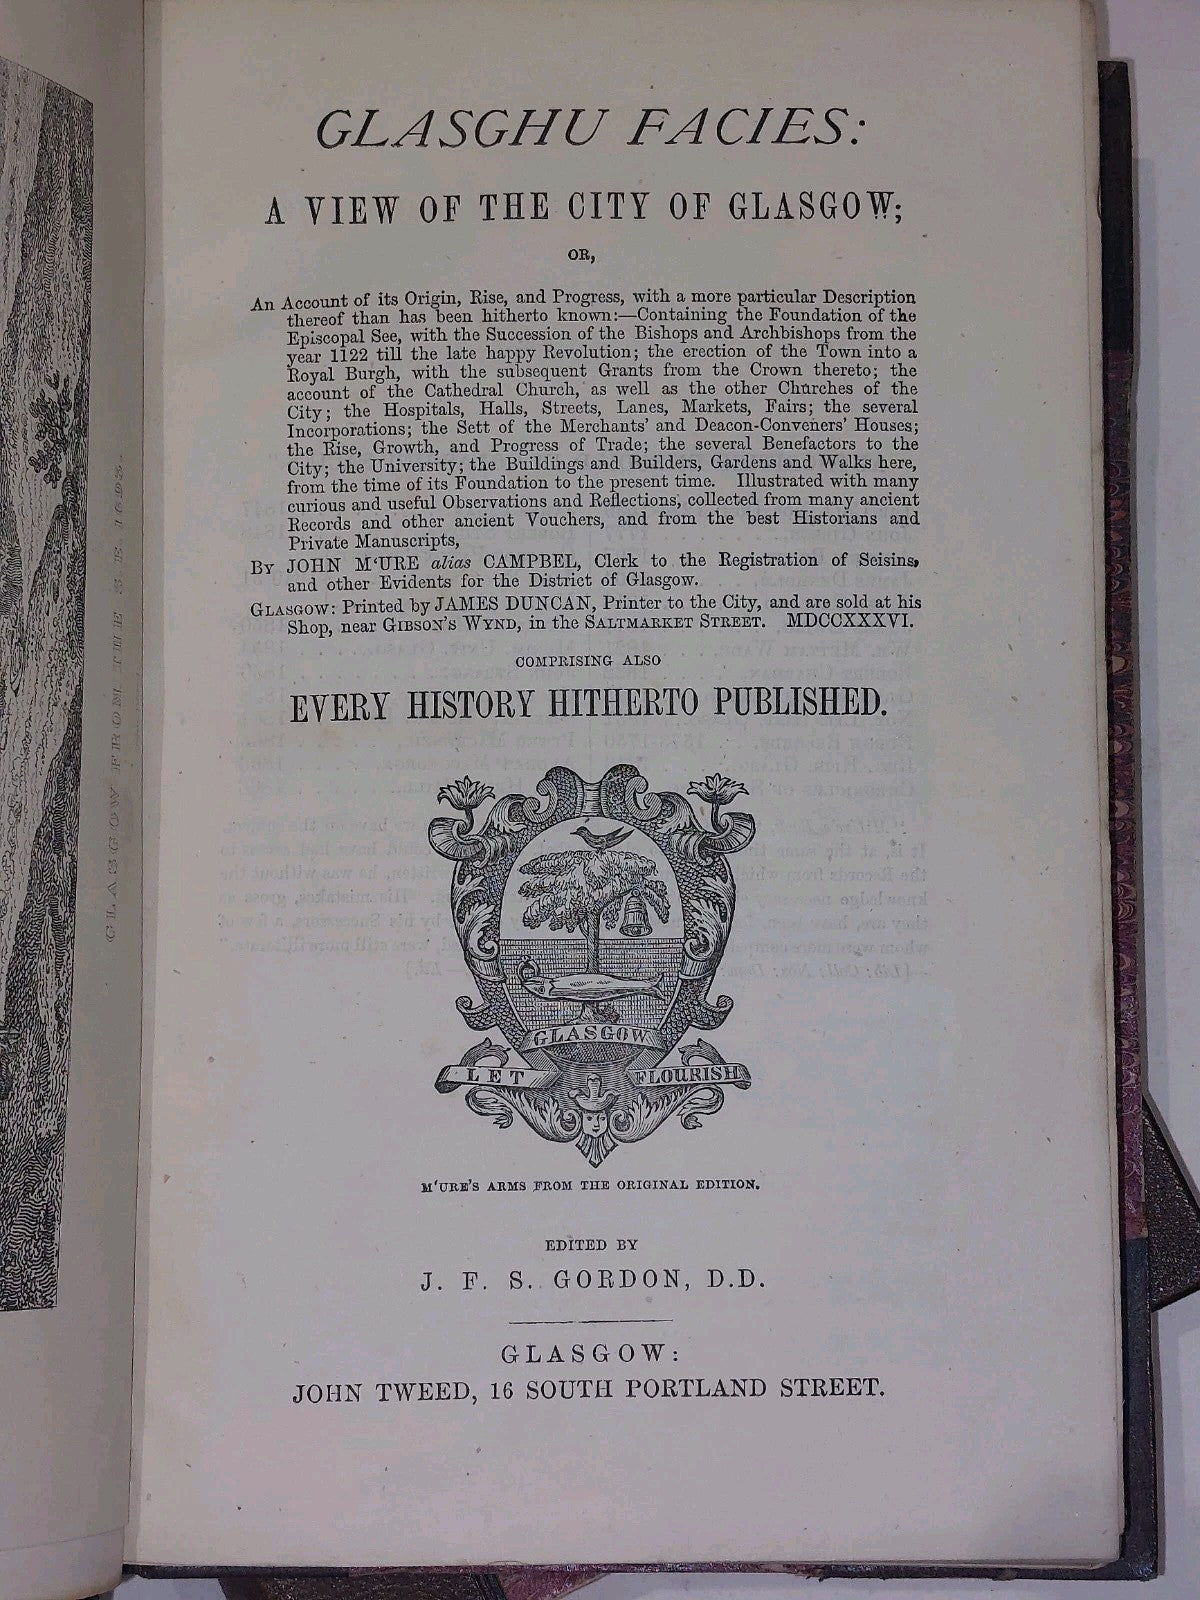 GLASGHU FACIES:
A VIEW OF THE CITY OF GLASGOW;
OR,
An Account of its Origin, Rise, and Progress, with a more particular Description
thereof than has been hitherto known:—Containing the Foundation of the
Episcopal See, with the Succession of the Bishops and Archbishops from the
year 1122 till the late happy Revolution; the erection of the Town into a
Royal Burgh, with the subsequent Grants from the Crown thereto; the
account of the Cathedral Church, as well as the other Churches of the
City; the Hospitals, Halls, Streets, Lanes, Markets, Fairs; the several
Incorporations; the Sett of the Merchants' and Deacon-Conveners' Houses;
the Rise, Growth, and Progress of Trade; the several Benefactors to the
City; the University; the Buildings and Builders, Gardens and Walks here,
from the time of its Foundation to the present time. Illustrated with many
curious and useful Observations and Reflections, collected from many ancient
Records and other ancient Vouchers, and from the best Historians and
Private Manuscripts,
BY JOHN M'URE alias CAMPBEL, Clerk to the Registration of Seisins,
and other Evidents for the District of Glasgow.
GLASGOW: Printed by JAMES DUNCAN, Printer to the City, and are sold at his
Shop, near GIBSON'S WYND, in the SALTMARKET STREET. MDCCXXXVI.
COMPRISING ALSO
EVERY HISTORY HITHERTO PUBLISHED.
GLASGOW
LET FLOURISH
M'URE'S ARMS FROM THE ORIGINAL EDITION.
EDITED BY
J. F. S. GORDON, D.D.
GLASGOW:
JOHN TWEED, 16 SOUTH PORTLAND STREET.
GLASGOW FROM THE S.E. 1693.